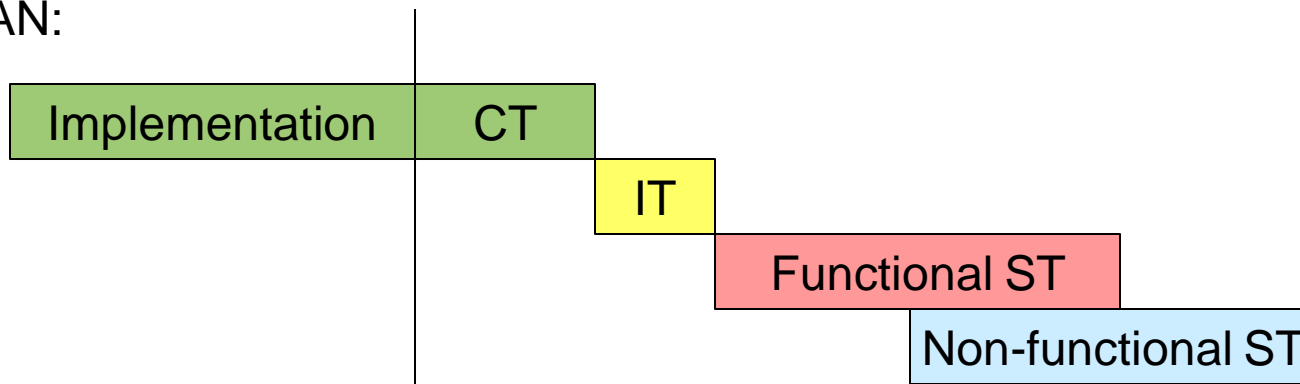 AN:
Implementation
CT
IT
Functional ST
Non-functional ST